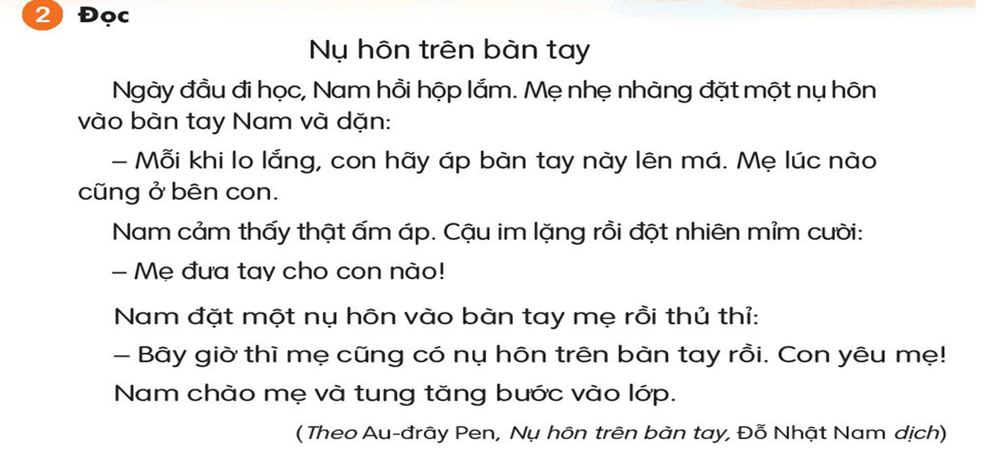 2 Đọc
Nụ hôn trên bàn tay
Ngày đầu đi học, Nam hồi hộp lắm. Mẹ nhẹ nhàng đặt một nụ hôn
vào bàn tay Nam và dặn:
– Mỗi khi lo lắng, con hãy áp bàn tay này lên má. Mẹ lúc nào
cũng ở bên con.
Nam cảm thấy thật ấm áp. Cậu im lặng rồi đột nhiên mỉm cười:
– Mẹ đưa tay cho con nào!
Nam đặt một nụ hôn vào bàn tay mẹ rồi thủ thỉ:
– Bây giờ thì mẹ cũng có nụ hôn trên bàn tay rồi. Con yêu mẹ!
Nam chào mẹ và tung tăng bước vào lớp.
(Theo Au-đrây Pen, Nụ hôn trên bàn tay, Đỗ Nhật Nam dịch)